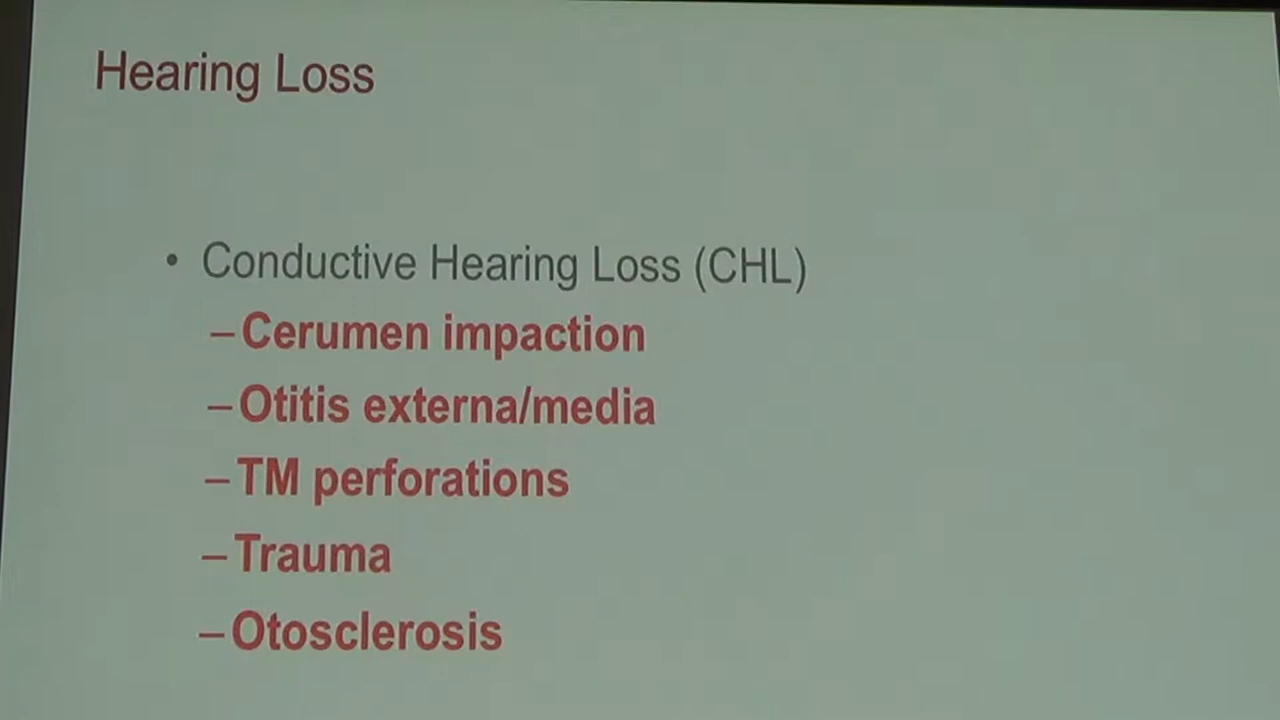 Hearing Loss
• Conductive Hearing Loss (CHL)
–Cerumen impaction
–Otitis externa/media
–TM perforations
–Trauma
–Otosclerosis